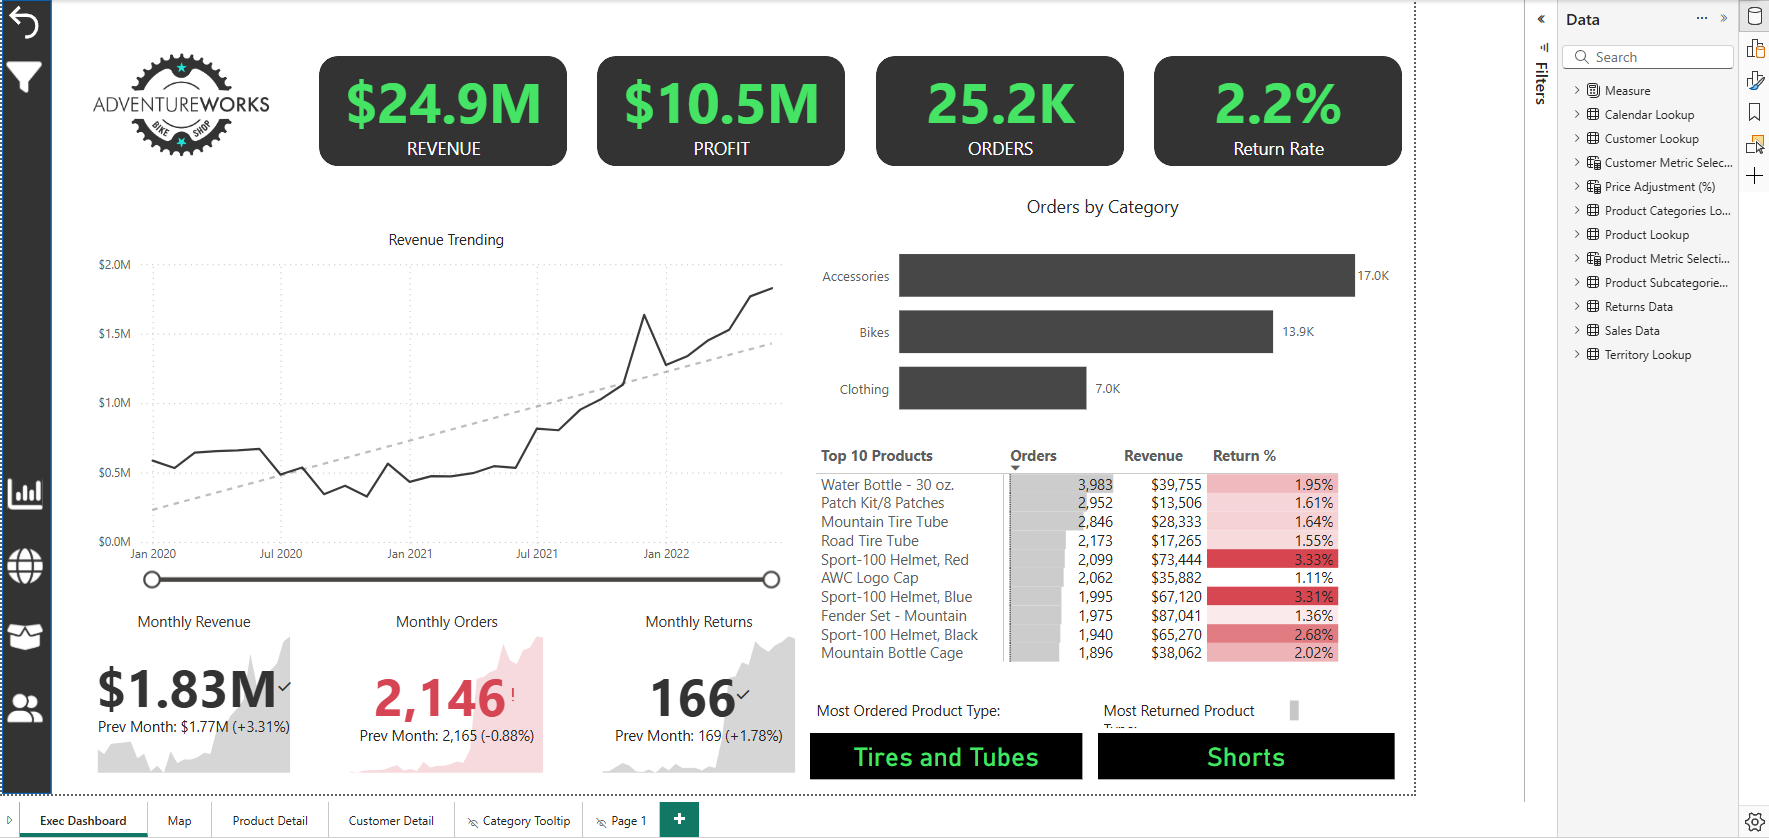 ADVENTUREWORKS
BIKE SHOP
$24.9M
REVENUE
$10.5M
PROFIT
25.2K
ORDERS
2.2%
Return Rate
Revenue Trending
$2.0M
$1.5M
$1.0M
$0.5M
$0.0M
Jan 2020
Jul 2020
Jan 2021
Jul 2021
Jan 2022
Orders by Category
Accessories 17.0K
Bikes 13.9K
Clothing 7.0K
Top 10 Products Orders Revenue Return %
Water Bottle - 30 oz. 3,983 $39,755 1.95%
Patch Kit/8 Patches 2,952 $13,506 1.61%
Mountain Tire Tube 2,846 $28,333 1.64%
Road Tire Tube 2,173 $17,265 1.55%
Sport-100 Helmet, Red 2,099 $73,444 3.33%
AWC Logo Cap 2,062 $35,882 1.11%
Sport-100 Helmet, Blue 1,995 $67,120 3.31%
Fender Set - Mountain 1,975 $87,041 1.36%
Sport-100 Helmet, Black 1,940 $65,270 2.68%
Mountain Bottle Cage 1,896 $38,062 2.02%
Monthly Revenue
$1.83M
Prev Month: $1.77M (+3.31%)
Monthly Orders
2,146!
Prev Month: 2,165 (-0.88%)
Monthly Returns
166
Prev Month: 169 (+1.78%)
Most Ordered Product Type:
Tires and Tubes
Most Returned Product
Shorts
Filters
Data
Search
Measure
Calendar Lookup
Customer Lookup
Customer Metric Selec...
Price Adjustment (%)
Product Categories Lo...
Product Lookup
Product Metric Selecti...
Product Subcategorie...
Returns Data
Sales Data
Territory Lookup
Exec Dashboard
Map
Product Detail
Customer Detail
Category Tooltip
Page 1
+